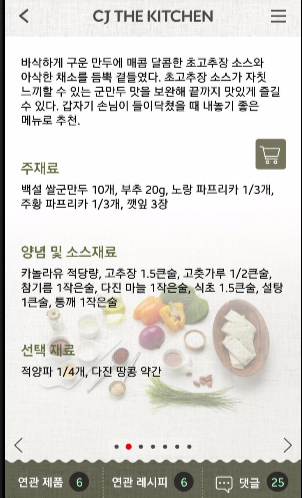 CJ THE KITCHEN
바삭하게 구운 만두에 매콤 달콤한 초고추장 소스와
아삭한 채소를 듬뿍 곁들였다. 초고추장 소스가 자칫
느끼할 수 있는 군만두 맛을 보완해 끝까지 맛있게 즐길
수 있다. 갑자기 손님이 들이닥쳤을 때 내놓기 좋은
메뉴로 추천.
주재료
백설 쌀군만두 10개, 부추 20g, 노랑 파프리카 1/3개,
주황 파프리카 1/3개, 깻잎 3장
양념 및 소스재료
카놀라유 적당량, 고추장 1.5큰술, 고춧가루 1/2큰술,
참기름 1작은술, 다진 마늘 1작은술, 식초 1.5큰술, 설탕
1큰술, 통깨 1작은술
선택 재료
적양파 1/4개, 다진 땅콩 약간
연관 제품 6 연관 레시피 6 댓글 25